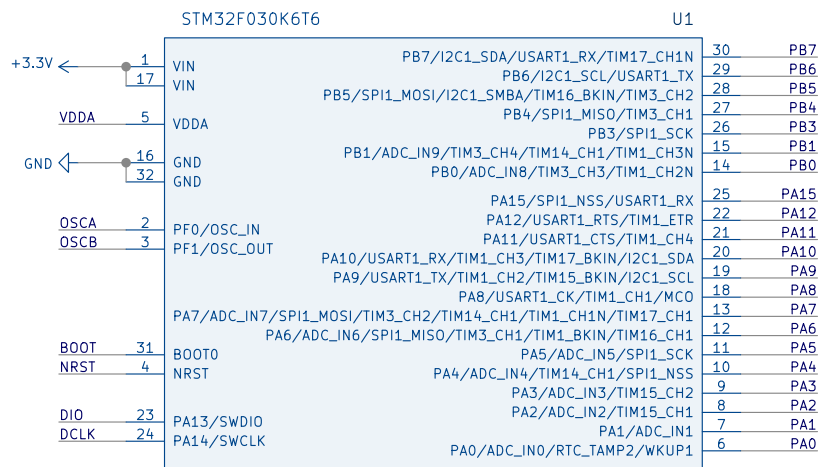 STM32F030K6T6 U1
+3.3V 1 VIN
17 VIN
VDDA 5 VDDA
GND 16 GND
32 GND
OSCA 2 PF0/OSC_IN
OSCB 3 PF1/OSC_OUT
BOOT 31 BOOT0
NRST 4 NRST
DIO 23 PA13/SWDIO
DCLK 24 PA14/SWCLK
PB7/I2C1_SDA/USART1_RX/TIM17_CH1N 30 PB7
PB6/I2C1_SCL/USART1_TX 29 PB6
PB5/SPI1_MOSI/I2C1_SMBA/TIM16_BKIN/TIM3_CH2 28 PB5
PB4/SPI1_MISO/TIM3_CH1 27 PB4
PB3/SPI1_SCK 26 PB3
PB1/ADC_IN9/TIM3_CH4/TIM14_CH1/TIM1_CH3N 15 PB1
PB0/ADC_IN8/TIM3_CH3/TIM1_CH2N 14 PB0
PA15/SPI1_NSS/USART1_RX 25 PA15
PA12/USART1_RTS/TIM1_ETR 22 PA12
PA11/USART1_CTS/TIM1_CH4 21 PA11
PA10/USART1_RX/TIM1_CH3/TIM17_BKIN/I2C1_SDA 20 PA10
PA9/USART1_TX/TIM1_CH2/TIM15_BKIN/I2C1_SCL 19 PA9
PA8/USART1_CK/TIM1_CH1/MCO 18 PA8
PA7/ADC_IN7/SPI1_MOSI/TIM3_CH2/TIM14_CH1/TIM1_CH1N/TIM17_CH1 13 PA7
PA6/ADC_IN6/SPI1_MISO/TIM3_CH1/TIM1_BKIN/TIM16_CH1 12 PA6
PA5/ADC_IN5/SPI1_SCK 11 PA5
PA4/ADC_IN4/TIM14_CH1/SPI1_NSS 10 PA4
PA3/ADC_IN3/TIM15_CH2 9 PA3
PA2/ADC_IN2/TIM15_CH1 8 PA2
PA1/ADC_IN1 7 PA1
PA0/ADC_IN0/RTC_TAMP2/WKUP1 6 PA0